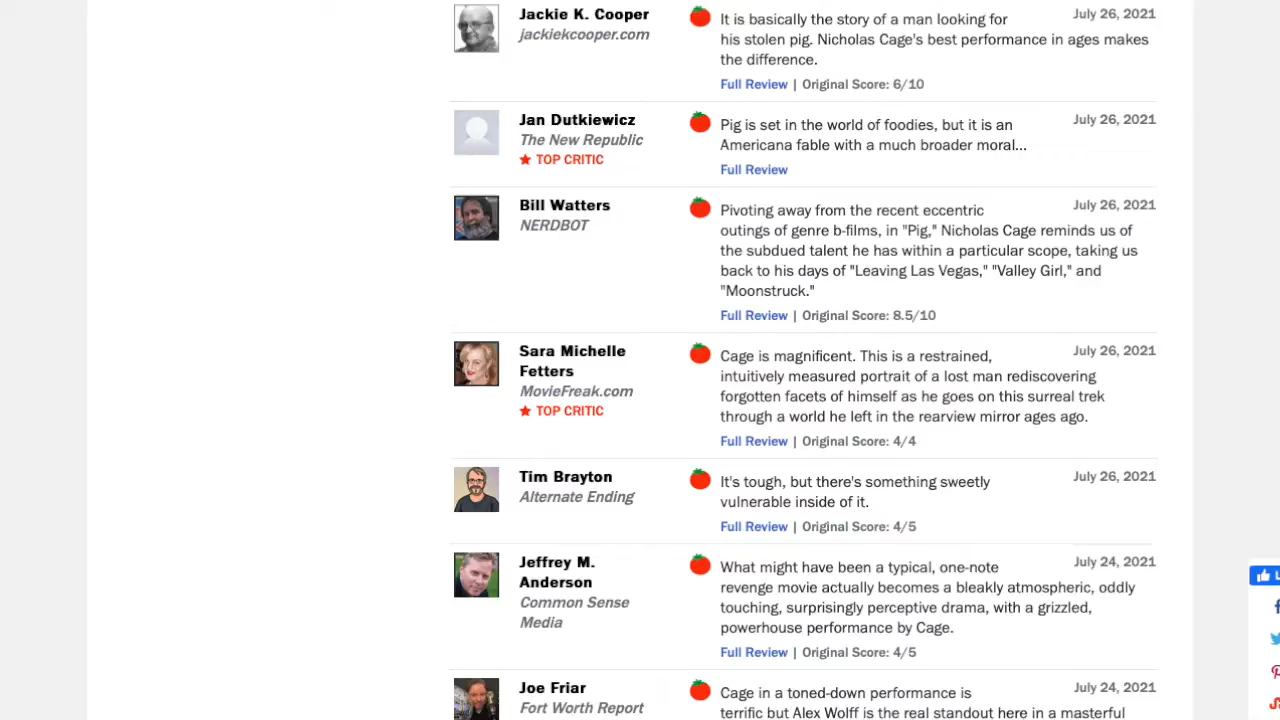 Jackie K. Cooper
jackiekcooper.com
It is basically the story of a man looking for
his stolen pig. Nicholas Cage's best performance in ages makes
the difference.
July 26, 2021
Full Review | Original Score: 6/10
Jan Dutkiewicz
The New Republic
TOP CRITIC
Pig is set in the world of foodies, but it is an
Americana fable with a much broader moral...
July 26, 2021
Full Review
Bill Watters
NERDBOT
Pivoting away from the recent eccentric
outings of genre b-films, in "Pig," Nicholas Cage reminds us of
the subdued talent he has within a particular scope, taking us
back to his days of "Leaving Las Vegas," "Valley Girl," and
"Moonstruck."
July 26, 2021
Full Review | Original Score: 8.5/10
Sara Michelle
Fetters
MovieFreak.com
TOP CRITIC
Cage is magnificent. This is a restrained,
intuitively measured portrait of a lost man rediscovering
forgotten facets of himself as he goes on this surreal trek
through a world he left in the rearview mirror ages ago.
July 26, 2021
Full Review | Original Score: 4/4
Tim Brayton
Alternate Ending
It's tough, but there's something sweetly
vulnerable inside of it.
July 26, 2021
Full Review | Original Score: 4/5
Jeffrey M.
Anderson
Common Sense
Media
What might have been a typical, one-note
revenge movie actually becomes a bleakly atmospheric, oddly
touching, surprisingly perceptive drama, with a grizzled,
powerhouse performance by Cage.
July 24, 2021
Full Review | Original Score: 4/5
Joe Friar
Fort Worth Report
Cage in a toned-down performance is
terrific but Alex Wolff is the real standout here in a masterful
July 24, 2021